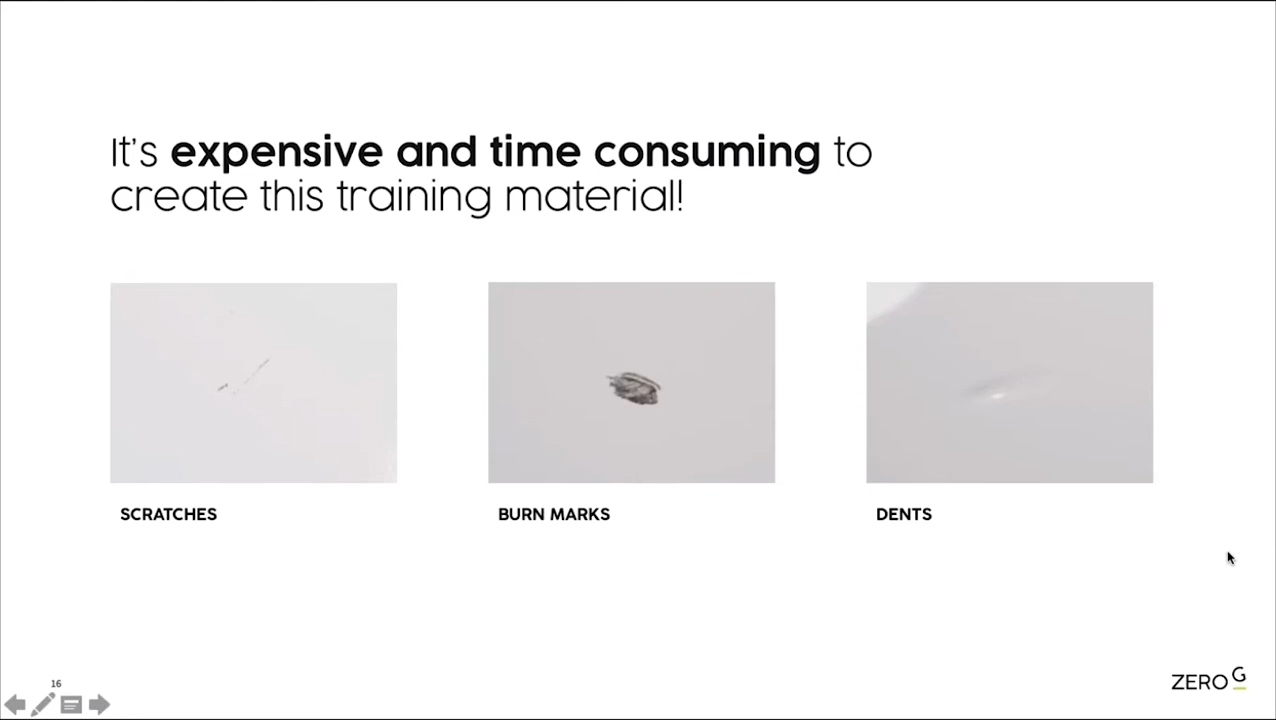 It's expensive and time consuming to
create this training material!
SCRATCHES
BURN MARKS
DENTS
16
ZERO G